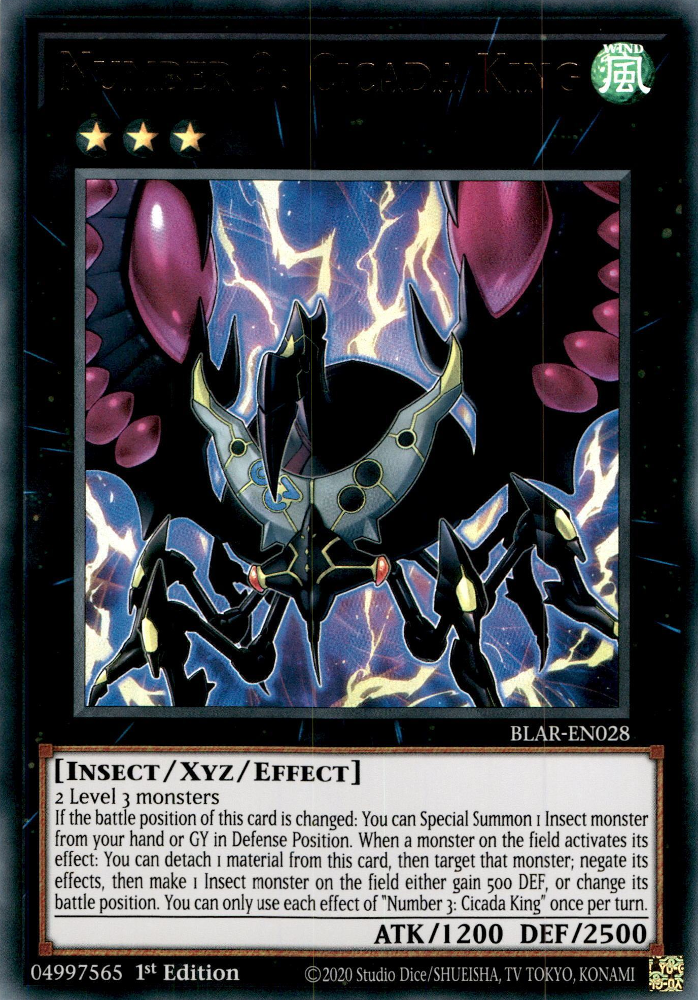 NUMBER 3: CICADA KING
WIND
風
BLAR-EN028
[INSECT/XYZ/EFFECT]
2 Level 3 monsters
If the battle position of this card is changed: You can Special Summon 1 Insect monster
from your hand or GY in Defense Position. When a monster on the field activates its
effect: You can detach 1 material from this card, then target that monster; negate its
effects, then make 1 Insect monster on the field either gain 500 DEF, or change its
battle position. You can only use each effect of "Number 3: Cicada King" once per turn.
ATK/1200 DEF/2500
04997565 1st Edition ©2020 Studio Dice/SHUEISHA, TV TOKYO, KONAMI